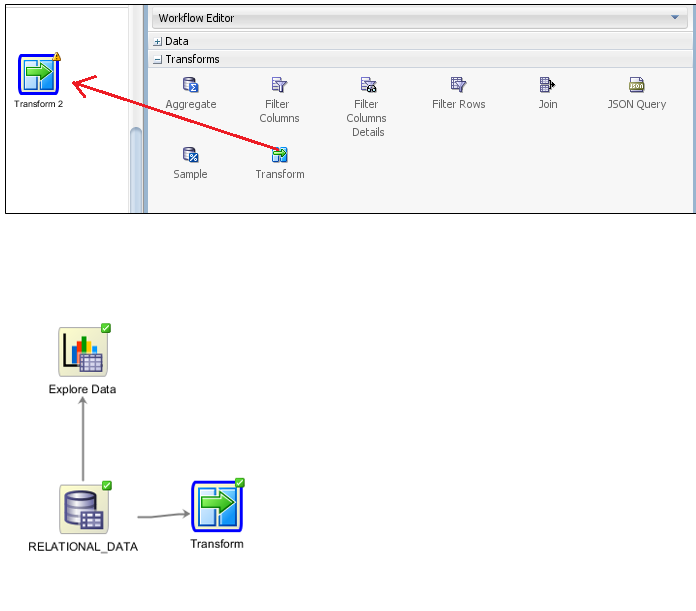 Workflow Editor
Data
Transforms
Transform 2
Aggregate
Filter
Columns
Filter
Columns
Details
Filter Rows
Join
JSON Query
JSON
Sample
Transform
Explore Data
RELATIONAL_DATA
Transform